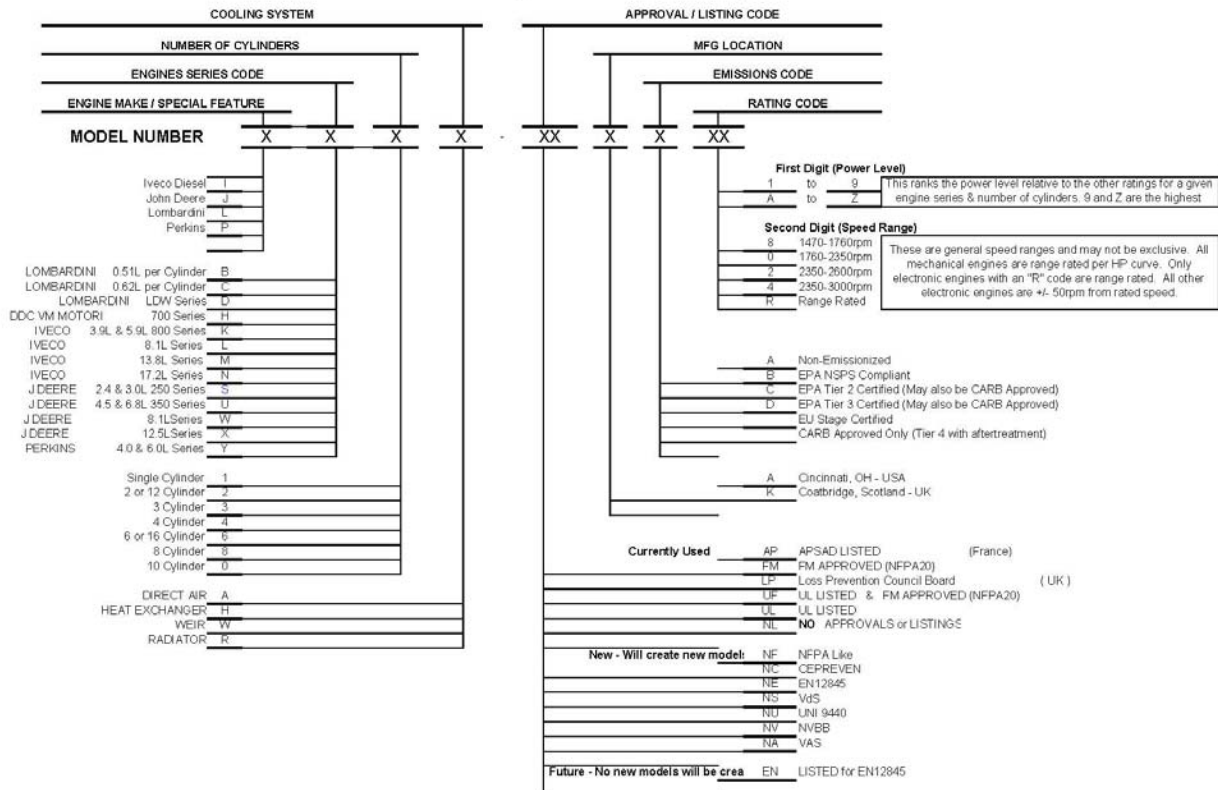 COOLING SYSTEM
APPROVAL / LISTING CODE
NUMBER OF CYLINDERS
MFG LOCATION
ENGINES SERIES CODE
EMISSIONS CODE
ENGINE MAKE / SPECIAL FEATURE
RATING CODE
MODEL NUMBER X X X X - XX X X XX
Iveco Diesel I
John Deere J
Lombardini L
Perkins P
LOMBARDINI 0.51L per Cylinder B
LOMBARDINI 0.62L per Cylinder C
LOMBARDINI LDW Series D
DDC VM MOTORI 700 Series H
IVECO 3.9L & 5.9L 800 Series K
IVECO 8.1L Series L
IVECO 13.8L Series M
IVECO 17.2L Series N
J DEERE 2.4 & 3.0L 250 Series S
J DEERE 4.5 & 6.8L 350 Series U
J DEERE 8.1LSeries W
J DEERE 12.5LSeries X
PERKINS 4.0 & 6.0L Series Y
Single Cylinder 1
2 or 12 Cylinder 2
3 Cylinder 3
4 Cylinder 4
6 or 16 Cylinder 6
8 Cylinder 8
10 Cylinder 0
DIRECT AIR A
HEAT EXCHANGER H
WEIR W
RADIATOR R
First Digit (Power Level)
1 to 9
A to Z
This ranks the power level relative to the other ratings for a given
engine series & number of cylinders. 9 and Z are the highest
Second Digit (Speed Range)
8 1470-1760rpm
0 1760-2350rpm
2 2350-2600rpm
4 2350-3000rpm
R Range Rated
These are general speed ranges and may not be exclusive. All
mechanical engines are range rated per HP curve. Only
electronic engines with an "R" code are range rated. All other
electronic engines are +/- 50rpm from rated speed.
A Non-Emissionized
B EPA NSPS Compliant
C EPA Tier 2 Certified (May also be CARB Approved)
D EPA Tier 3 Certified (May also be CARB Approved)
EU Stage Certified
CARB Approved Only (Tier 4 with aftertreatment)
A Cincinnati, OH - USA
K Coatbridge, Scotland - UK
Currently Used AP APSAD LISTED (France)
FM FM APPROVED (NFPA20)
LP Loss Prevention Council Board ( UK )
UF UL LISTED & FM APPROVED (NFPA20)
UL UL LISTED
NL NO APPROVALS or LISTINGS
New - Will create new models NF NFPA Like
NC CEPREVEN
NE EN12845
NS VdS
NU UNI 9440
NV NVBB
NA VAS
Future - No new models will be crea EN LISTED for EN12845